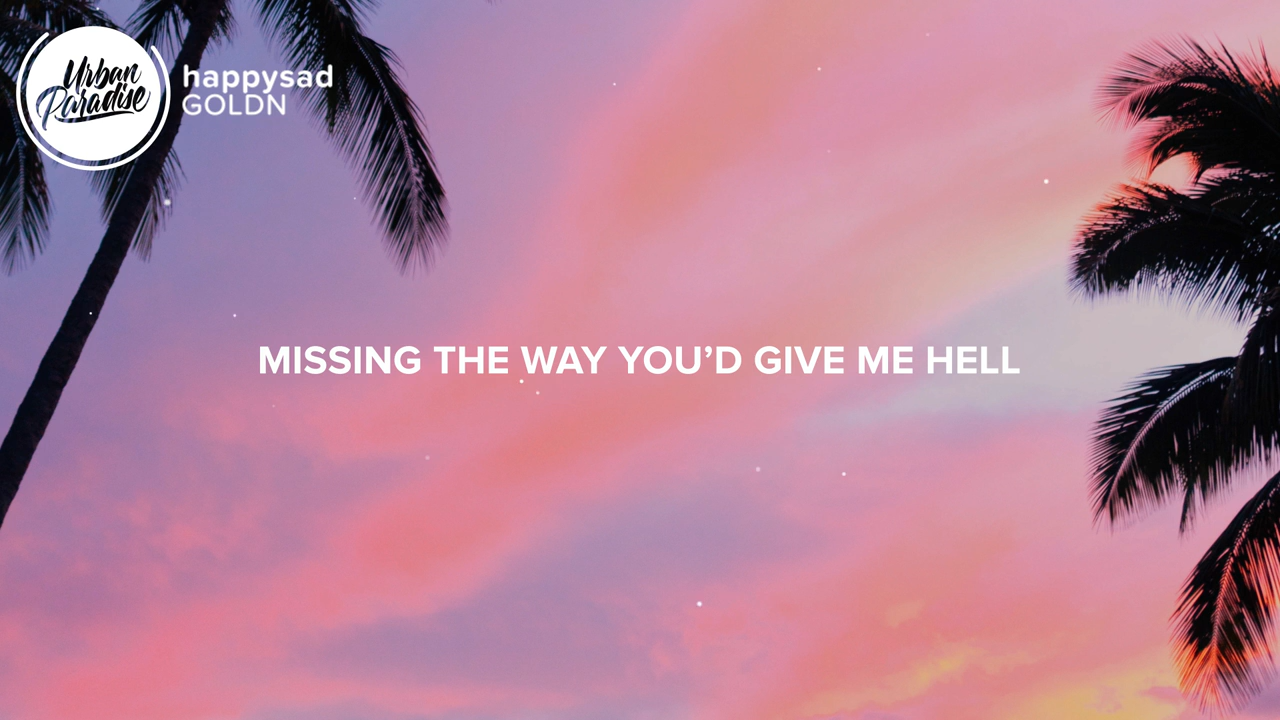 Urban
Paradise
happysad
GOLDN
MISSING THE WAY YOU’D GIVE ME HELL